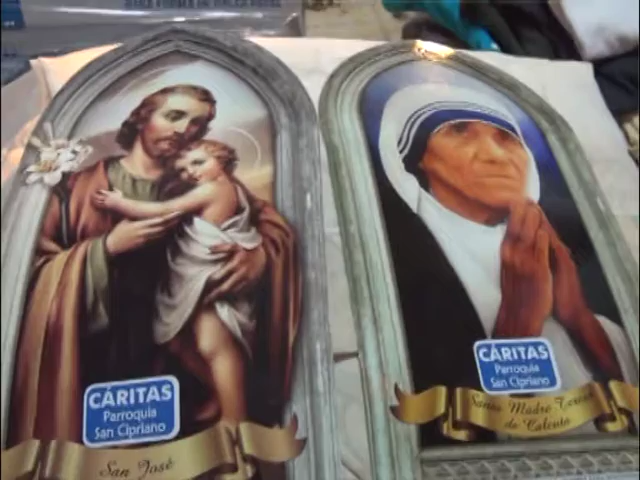 CÁRITAS
Parroquia
San Cipriano
San José
CÁRITAS
Parroquia
San Cipriano
Santa Madre Teresa
de Calcuta